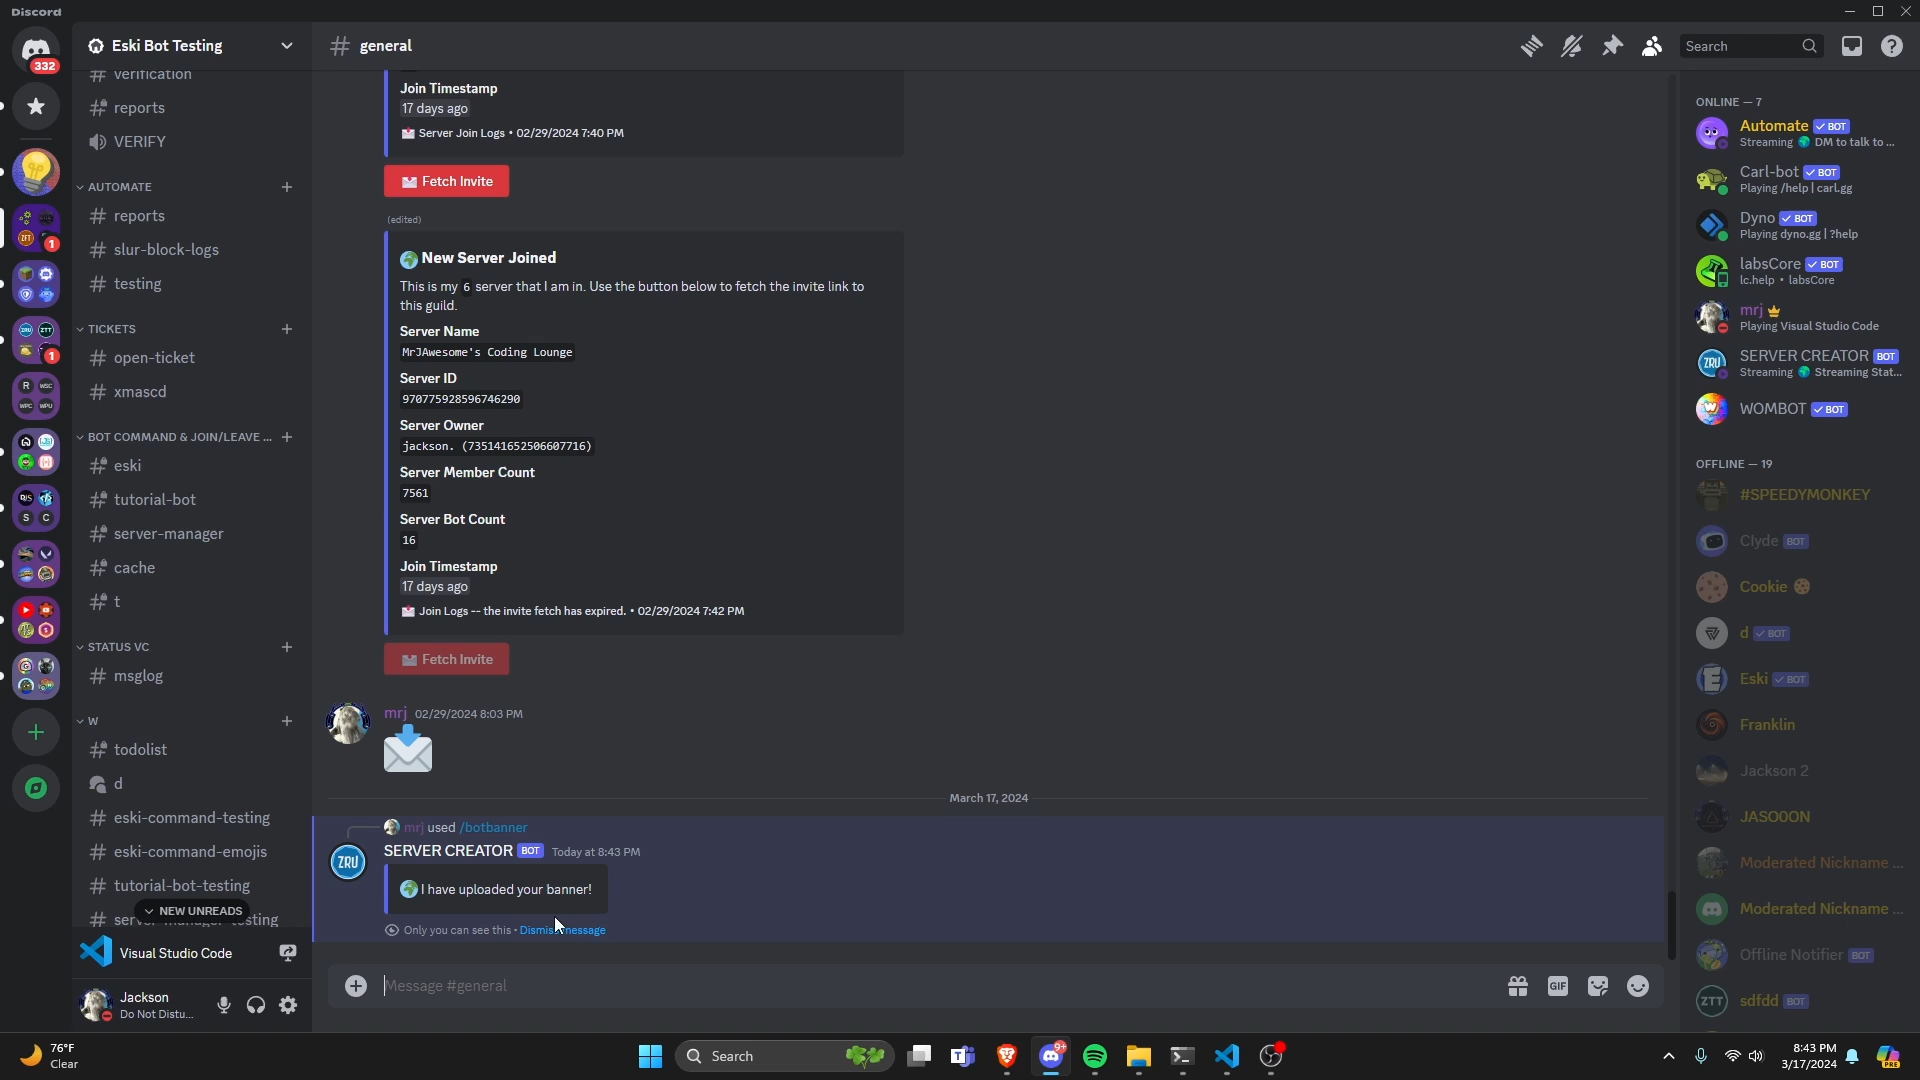 Discord
332
Eski Bot Testing
general
Search
verification
reports
VERIFY
AUTOMATE
reports
slur-block-logs
testing
TICKETS
open-ticket
xmascd
BOT COMMAND & JOIN/LEAVE ...
eski
tutorial-bot
server-manager
cache
t
STATUS VC
msglog
W
todolist
d
eski-command-testing
eski-command-emojis
tutorial-bot-testing
NEW UNREADS
Visual Studio Code
Jackson
Do Not Distu...
Join Timestamp
17 days ago
Server Join Logs • 02/29/2024 7:40 PM
Fetch Invite
(edited)
New Server Joined
This is my 6 server that I am in. Use the button below to fetch the invite link to
this guild.
Server Name
MrJAwesome's Coding Lounge
Server ID
970775928596746290
Server Owner
jackson. (735141652506607716)
Server Member Count
7561
Server Bot Count
16
Join Timestamp
17 days ago
Join Logs -- the invite fetch has expired. • 02/29/2024 7:42 PM
Fetch Invite
mrj 02/29/2024 8:03 PM
March 17, 2024
mrj used /botbanner
ZRU
SERVER CREATOR BOT Today at 8:43 PM
I have uploaded your banner!
Only you can see this • Dismiss message
Message #general
GIF
ONLINE — 7
Automate BOT
Streaming DM to talk to ...
Carl-bot BOT
Playing /help | carl.gg
Dyno BOT
Playing dyno.gg | ?help
labsCore BOT
lc.help • labsCore
mrj
Playing Visual Studio Code
ZRU
SERVER CREATOR BOT
Streaming Streaming Stat...
WOMBOT BOT
OFFLINE — 19
#SPEEDYMONKEY
Clyde BOT
Cookie
d BOT
Eski BOT
Franklin
Jackson 2
JASO0ON
Moderated Nickname ...
Moderated Nickname ...
Offline Notifier BOT
ZTT
sdfdd BOT
76°F
Clear
Search
9+
8:43 PM
3/17/2024
PRE